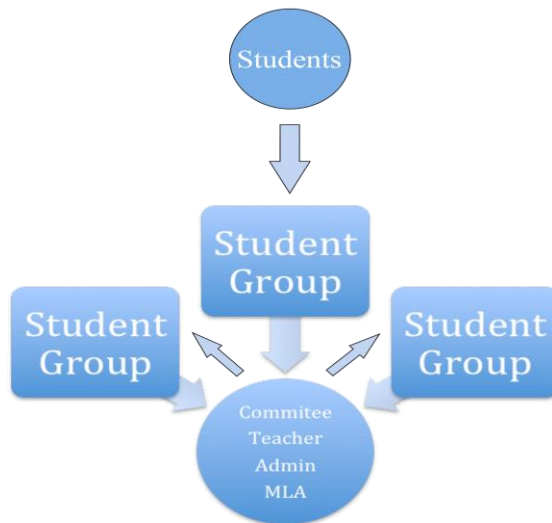 Students
Student
Group
Student
Group
Student
Group
Commitee
Teacher
Admin
MLA